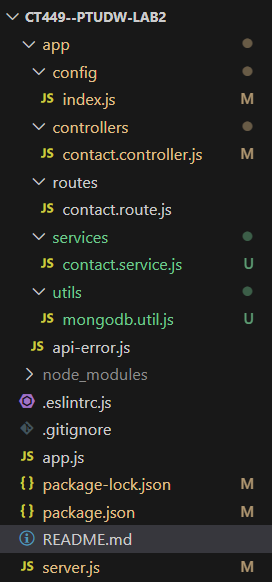 CT449--PTUDW-LAB2
app
config
JS index.js M
controllers
JS contact.controller.js M
routes
JS contact.route.js
services
JS contact.service.js U
utils
JS mongodb.util.js U
JS api-error.js
node_modules
.eslintrc.js
.gitignore
JS app.js
{} package-lock.json M
{} package.json M
README.md
JS server.js M